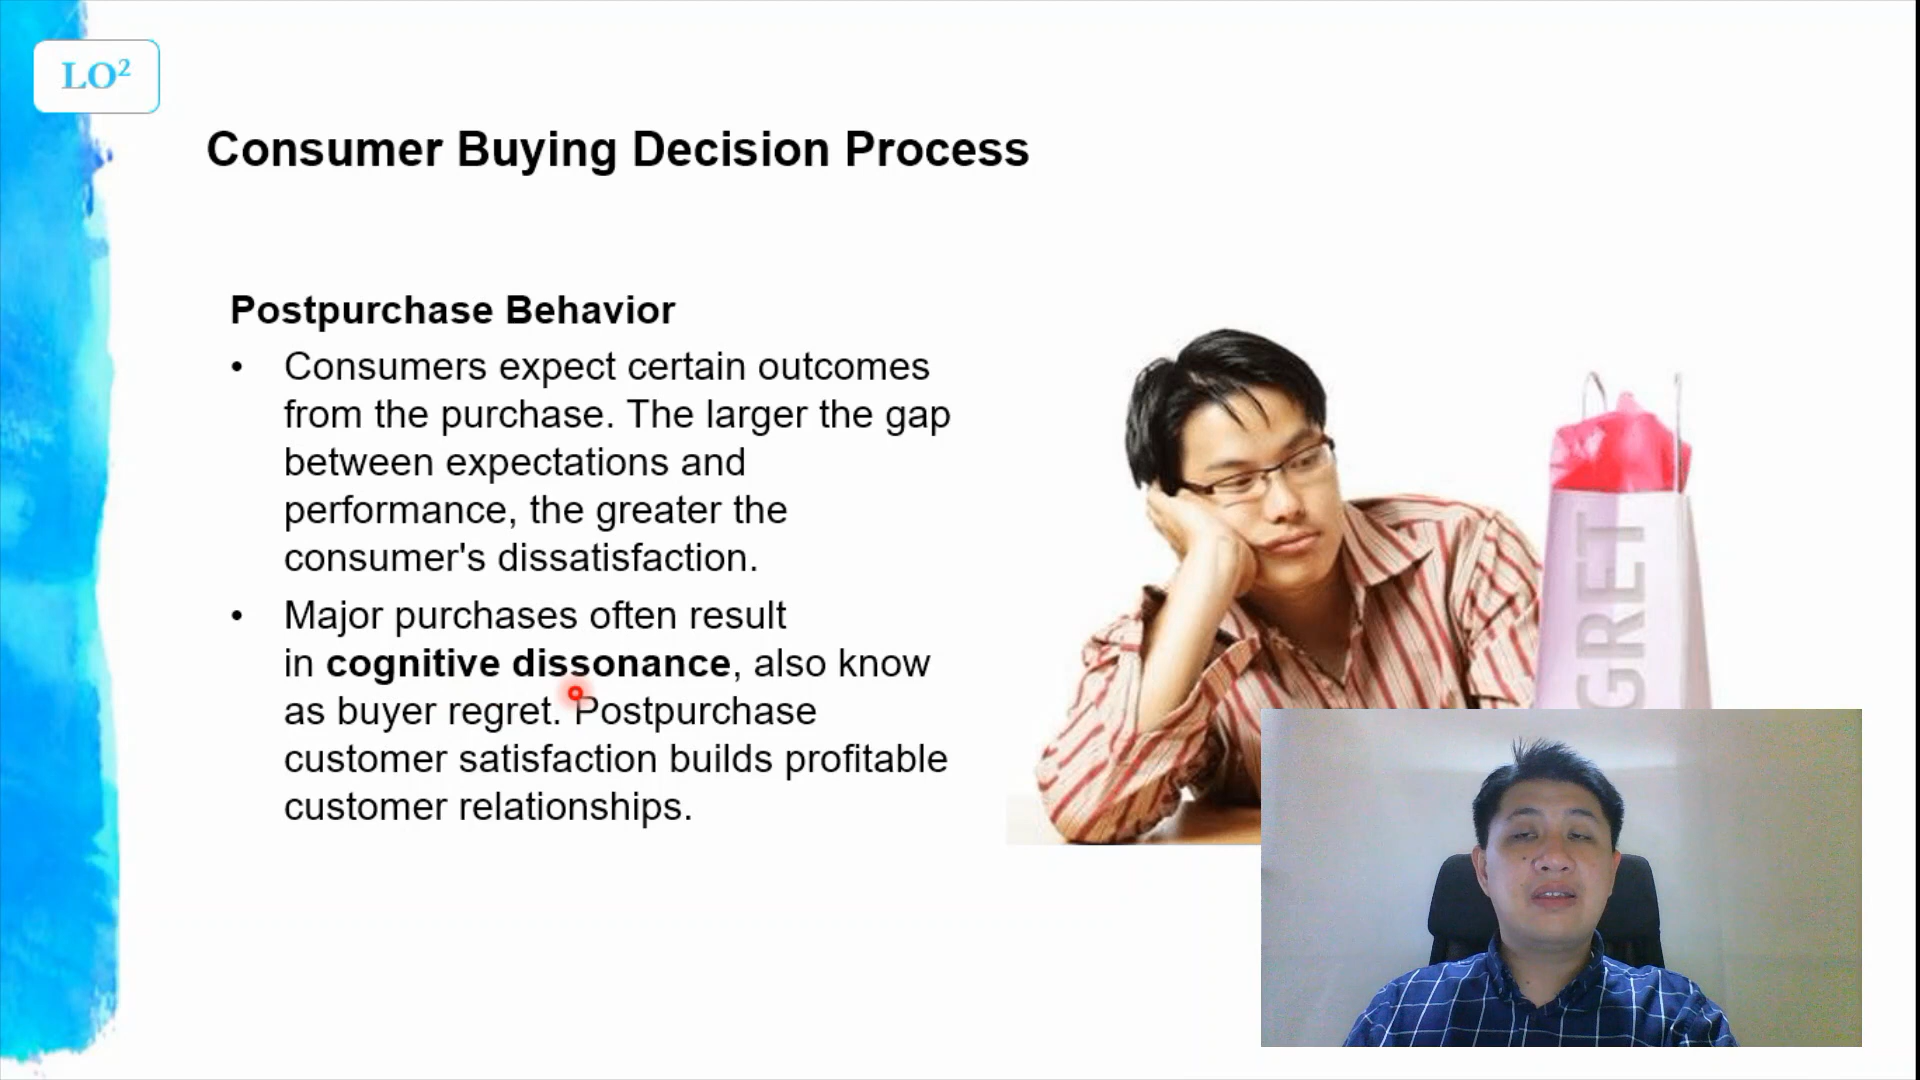 LO²
Consumer Buying Decision Process
Postpurchase Behavior
• Consumers expect certain outcomes
from the purchase. The larger the gap
between expectations and
performance, the greater the
consumer's dissatisfaction.
• Major purchases often result
in cognitive dissonance, also know
as buyer regret. Postpurchase
customer satisfaction builds profitable
customer relationships.
GRET